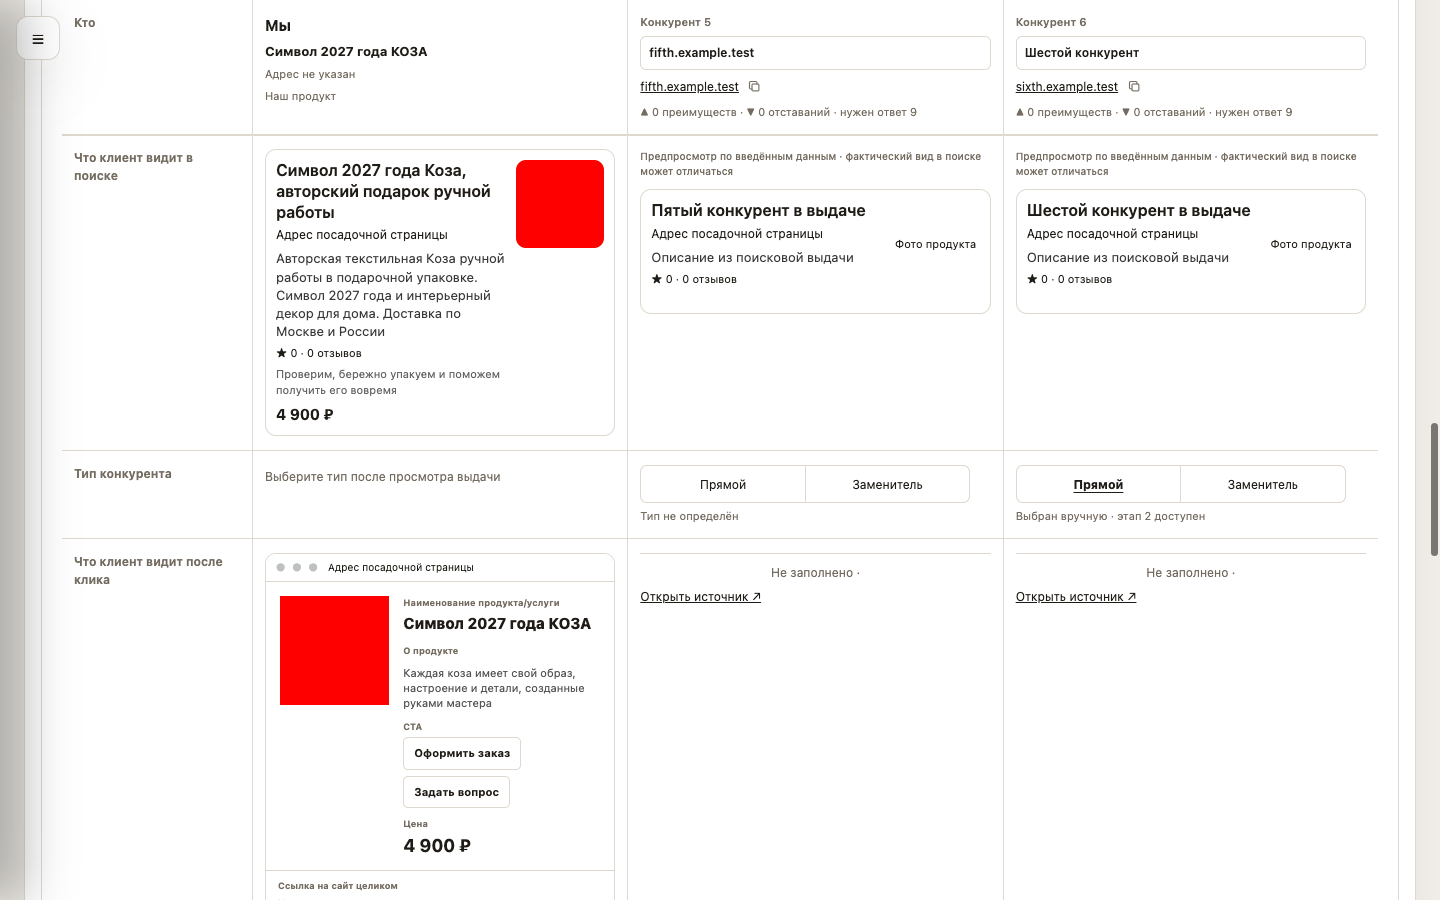 ☰
Кто
Мы
Символ 2027 года КОЗА
Адрес не указан
Наш продукт
Конкурент 5
fifth.example.test
fifth.example.test
▲ 0 преимуществ · ▼ 0 отставаний · нужен ответ 9
Конкурент 6
Шестой конкурент
sixth.example.test
▲ 0 преимуществ · ▼ 0 отставаний · нужен ответ 9
Что клиент видит в
поиске
Символ 2027 года Коза,
авторский подарок ручной
работы
Адрес посадочной страницы
Авторская текстильная Коза ручной
работы в подарочной упаковке.
Символ 2027 года и интерьерный
декор для дома. Доставка по
Москве и России
★ 0 · 0 отзывов
Проверим, бережно упакуем и поможем
получить его вовремя
4 900 ₽
Предпросмотр по введённым данным · фактический вид в поиске
может отличаться
Пятый конкурент в выдаче
Адрес посадочной страницы
Описание из поисковой выдачи
★ 0 · 0 отзывов
Фото продукта
Предпросмотр по введённым данным · фактический вид в поиске
может отличаться
Шестой конкурент в выдаче
Адрес посадочной страницы
Описание из поисковой выдачи
★ 0 · 0 отзывов
Фото продукта
Тип конкурента
Выберите тип после просмотра выдачи
Прямой
Заменитель
Тип не определён
Прямой
Заменитель
Выбран вручную · этап 2 доступен
Что клиент видит после
клика
Адрес посадочной страницы
Наименование продукта/услуги
Символ 2027 года КОЗА
О продукте
Каждая коза имеет свой образ,
настроение и детали, созданные
руками мастера
CTA
Оформить заказ
Задать вопрос
Цена
4 900 ₽
Ссылка на сайт целиком
Не заполнено ·
Открыть источник ↗
Не заполнено ·
Открыть источник ↗